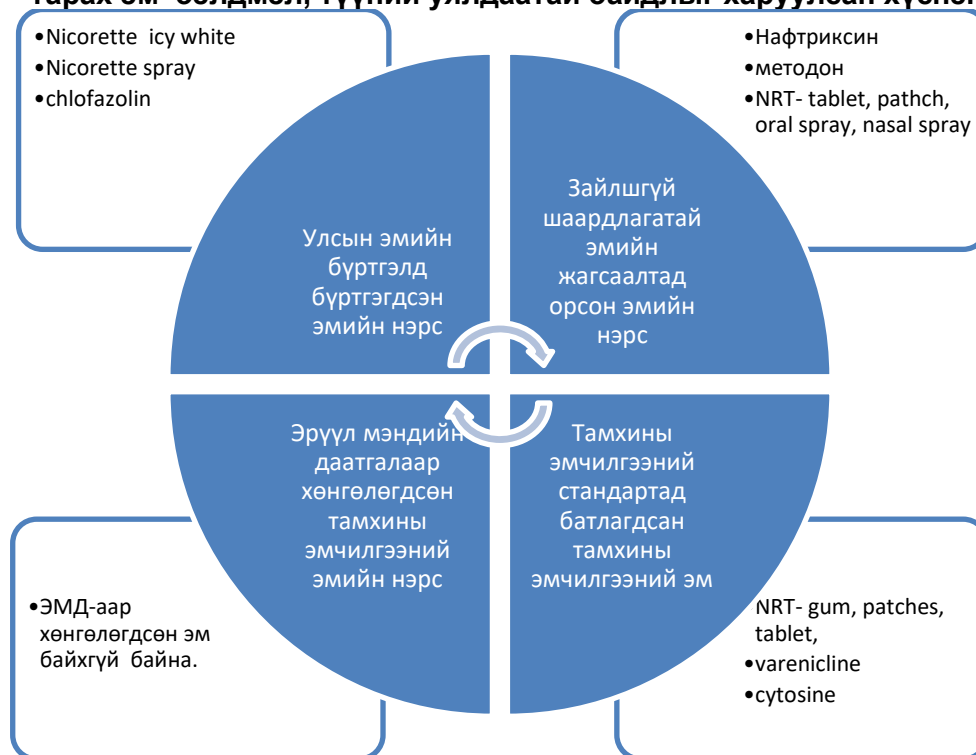 •Nicorette icy white
•Nicorette spray
•chlofazolin
•Нафтриксин
•методон
•NRT- tablet, pathch,
oral spray, nasal spray
Улсын эмийн
бүртгэлд
бүртгэгдсэн
эмийн нэрс
Зайлшгүй
шаардлагатай
эмийн
жагсаалтад
орсон эмийн
нэрс
Эрүүл мэндийн
даатгалаар
хөнгөлөгдсөн
тамхины
эмчилгээний
эмийн нэрс
Тамхины
эмчилгээний
стандартад
батлагдсан
тамхины
эмчилгээний эм
•ЭМД-аар
хөнгөлөгдсөн эм
байхгүй байна.
NRT- gum, patches,
tablet,
•varenicline
•cytosine